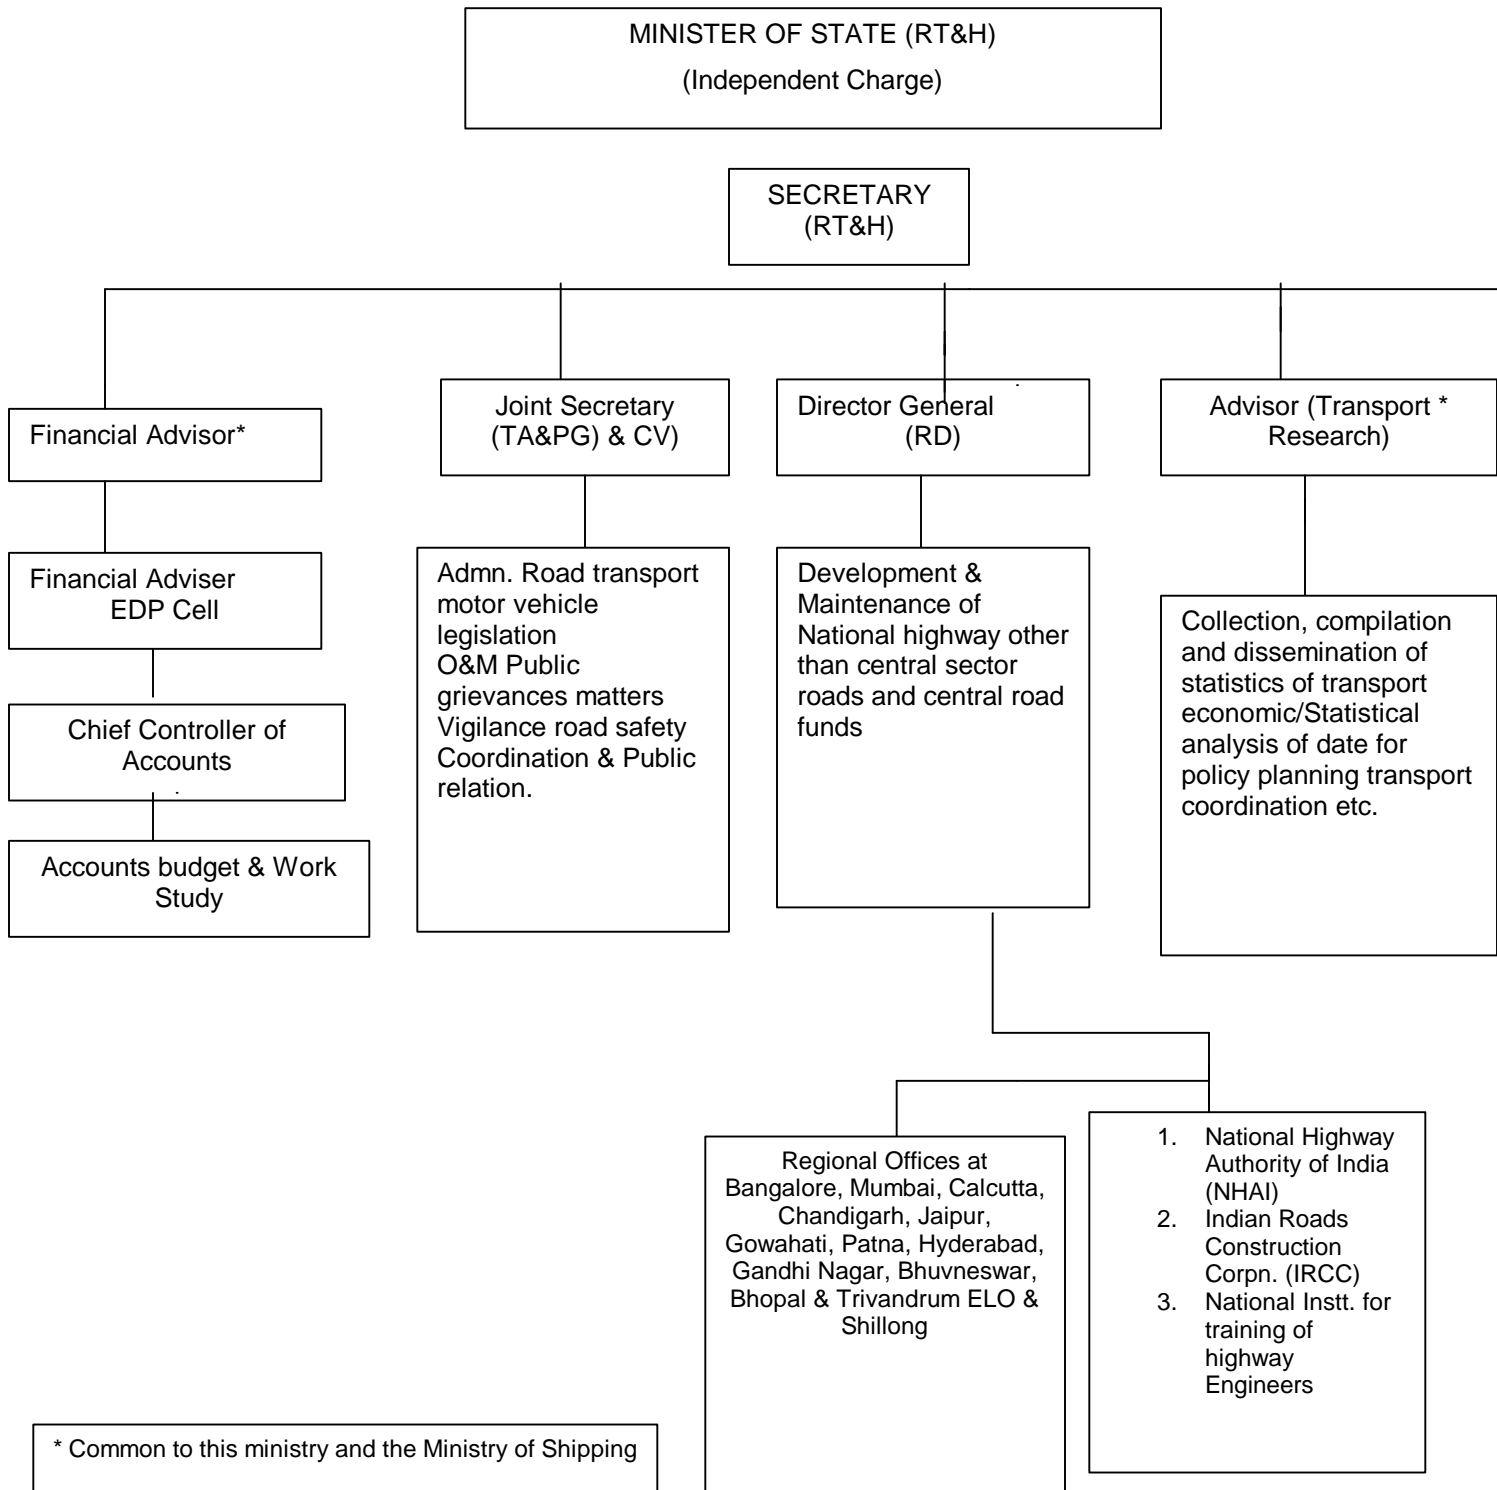 MINISTER OF STATE (RT&H)
(Independent Charge)
SECRETARY
(RT&H)
Financial Advisor*
Joint Secretary
(TA&PG) & CV)
Director General
(RD)
Advisor (Transport *
Research)
Financial Adviser
EDP Cell
Chief Controller of
Accounts
Accounts budget & Work
Study
Admn. Road transport
motor vehicle
legislation
O&M Public
grievances matters
Vigilance road safety
Coordination & Public
relation.
Development &
Maintenance of
National highway other
than central sector
roads and central road
funds
Collection, compilation
and dissemination of
statistics of transport
economic/Statistical
analysis of date for
policy planning transport
coordination etc.
Regional Offices at
Bangalore, Mumbai, Calcutta,
Chandigarh, Jaipur,
Gowahati, Patna, Hyderabad,
Gandhi Nagar, Bhuvneswar,
Bhopal & Trivandrum ELO &
Shillong
1. National Highway
Authority of India
(NHAI)
2. Indian Roads
Construction
Corpn. (IRCC)
3. National Instt. for
training of
highway
Engineers
* Common to this ministry and the Ministry of Shipping